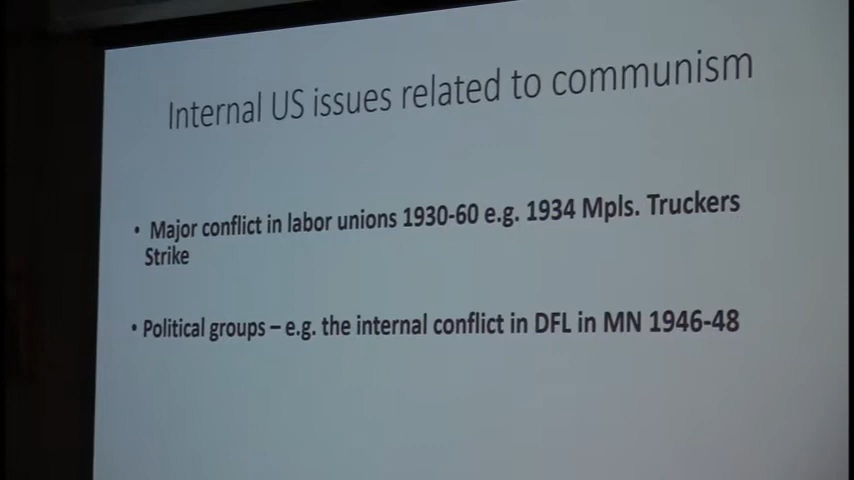 Internal US issues related to communism
• Major conflict in labor unions 1930-60 e.g. 1934 Mpls. Truckers
Strike
• Political groups – e.g. the internal conflict in DFL in MN 1946-48